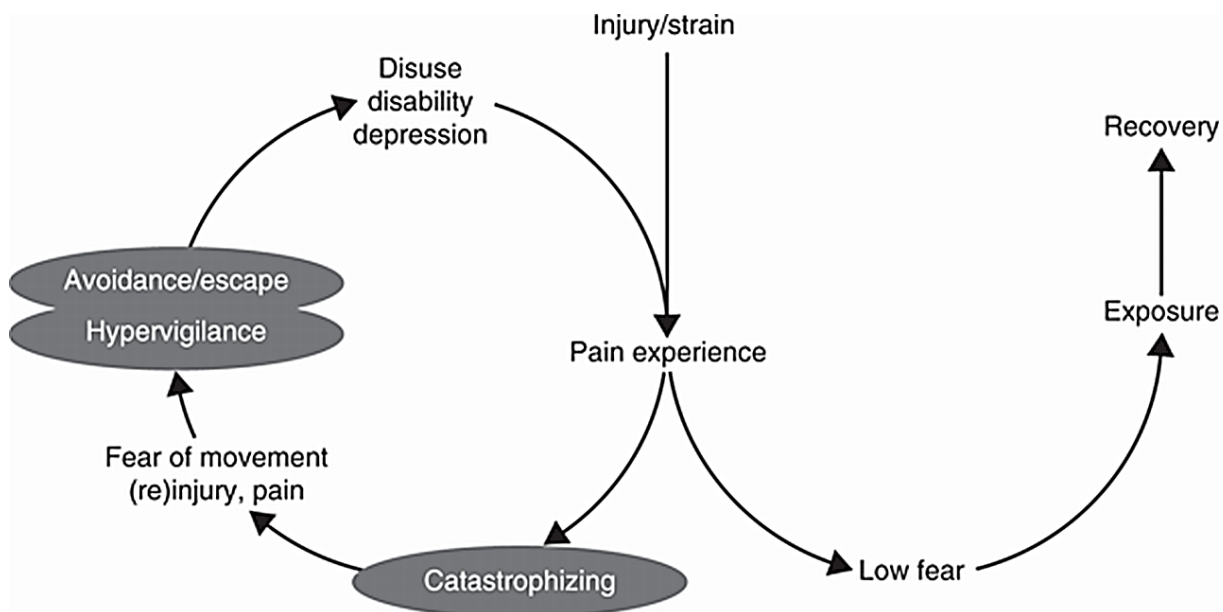 Injury/strain
Disuse
disability
depression
Recovery
Avoidance/escape
Hypervigilance
Exposure
Pain experience
Fear of movement
(re)injury, pain
Catastrophizing
Low fear